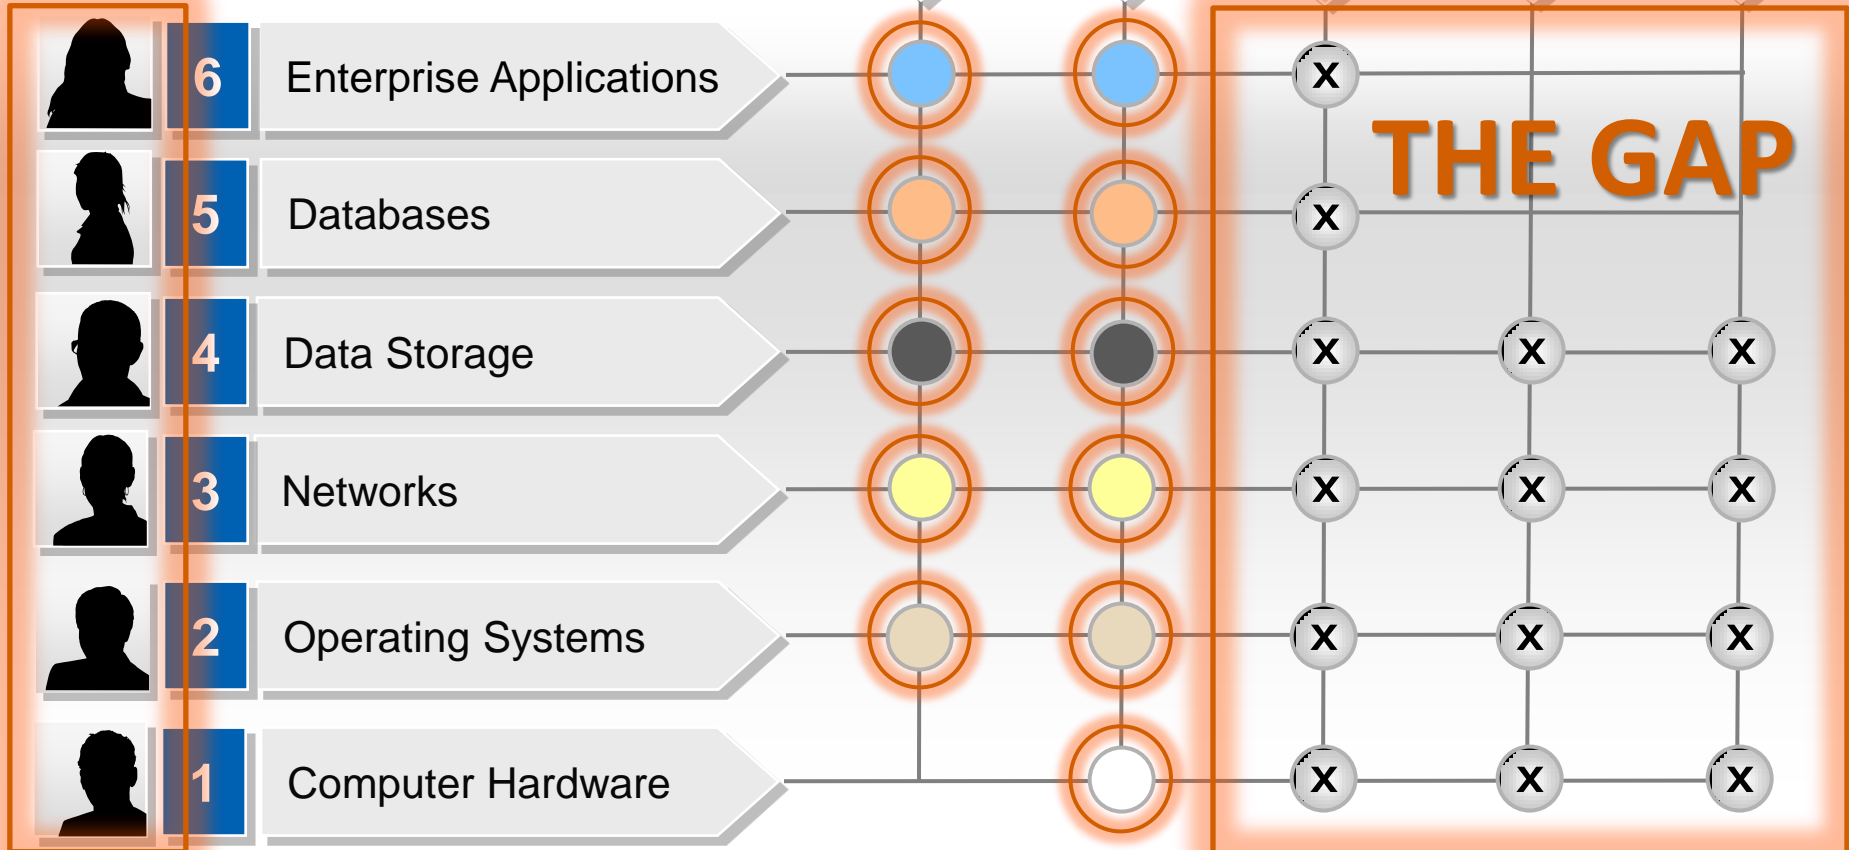 6 Enterprise Applications X
THE GAP
5 Databases X
4 Data Storage X X X
3 Networks X X X
2 Operating Systems X X X
1 Computer Hardware X X X